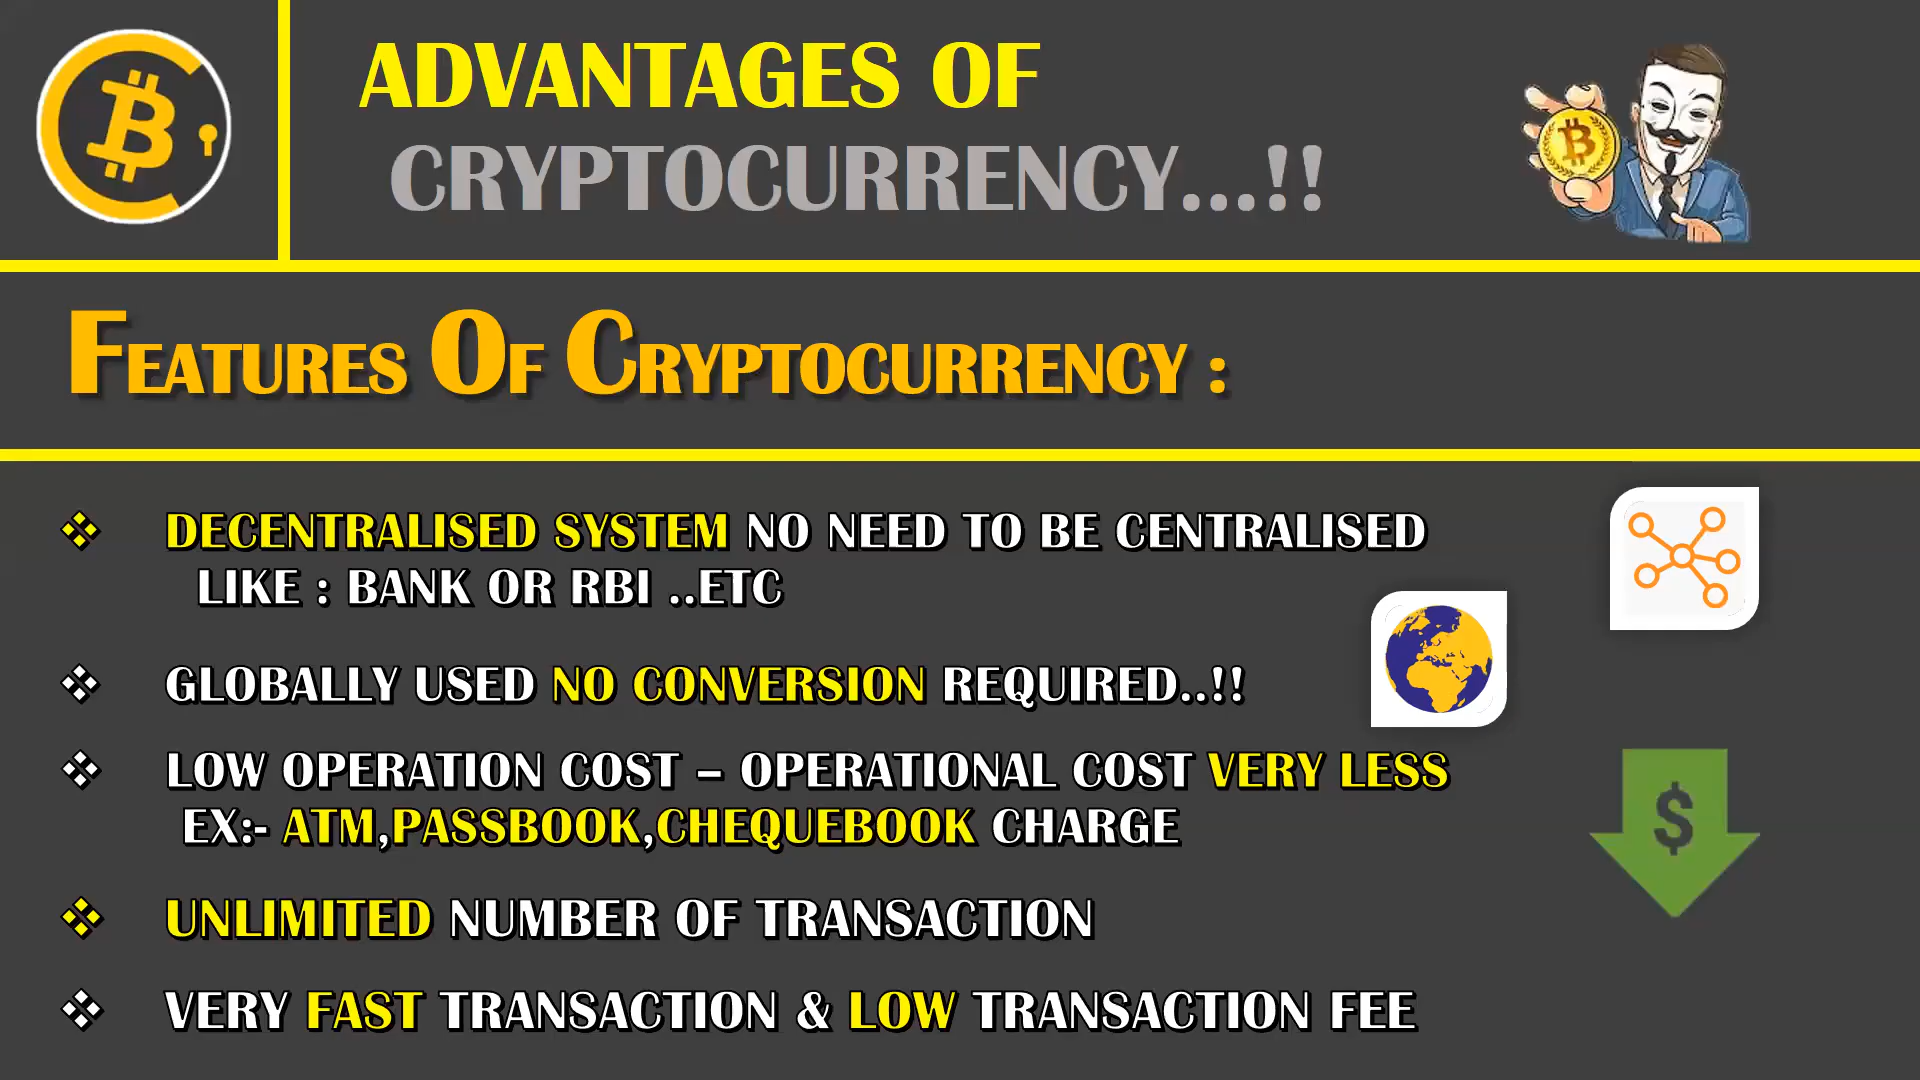 ADVANTAGES OF
CRYPTOCURRENCY...!!
FEATURES OF CRYPTOCURRENCY :
DECENTRALISED SYSTEM NO NEED TO BE CENTRALISED
LIKE : BANK OR RBI ..ETC
GLOBALLY USED NO CONVERSION REQUIRED..!!
LOW OPERATION COST – OPERATIONAL COST VERY LESS
EX:- ATM,PASSBOOK,CHEQUEBOOK CHARGE
UNLIMITED NUMBER OF TRANSACTION
VERY FAST TRANSACTION & LOW TRANSACTION FEE